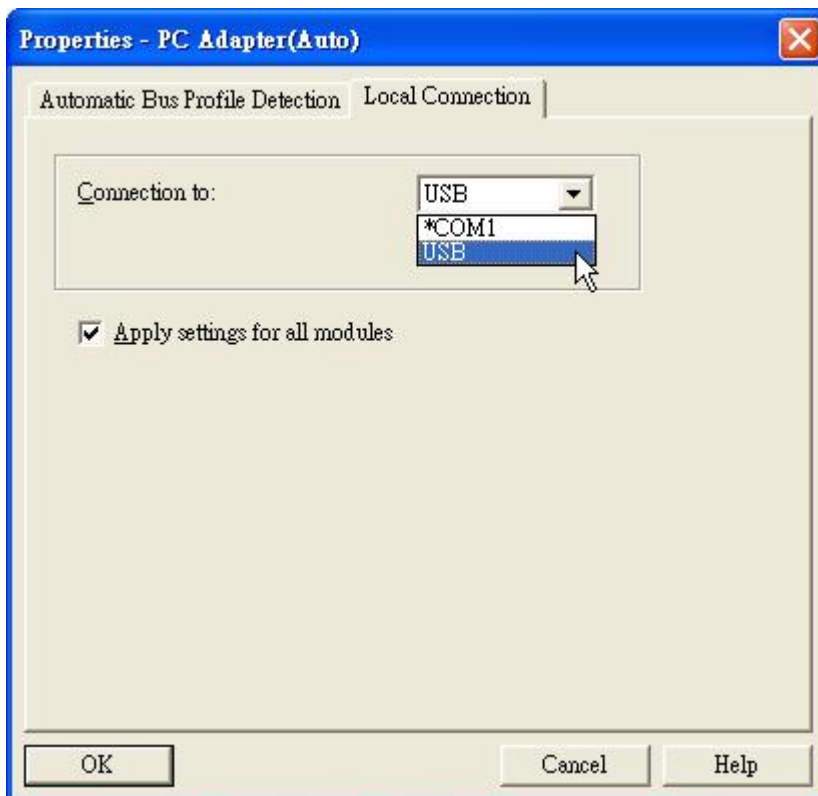 Properties - PC Adapter(Auto)
Automatic Bus Profile Detection
Local Connection
Connection to:
USB
*COM1
USB
Apply settings for all modules
OK
Cancel
Help